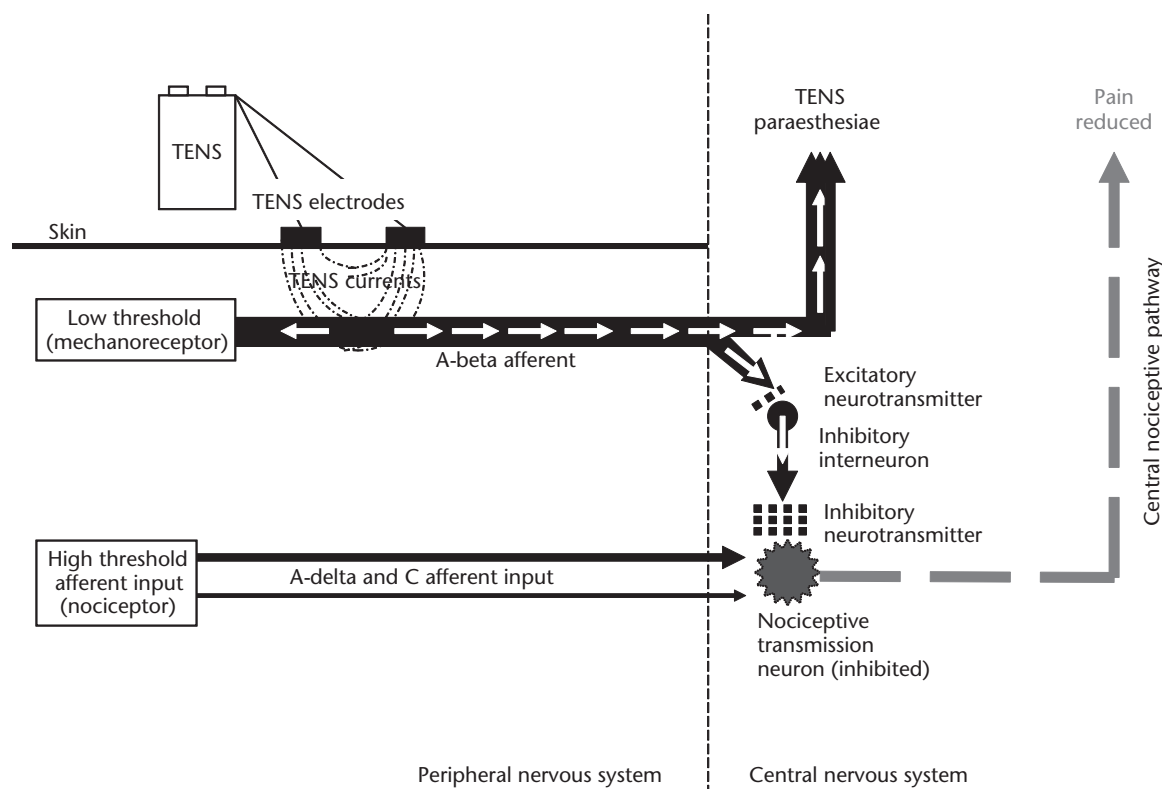 TENS
paraesthesiae
Pain
reduced
TENS
TENS electrodes
Skin
TENS currents
Low threshold
(mechanoreceptor)
A-beta afferent
Excitatory
neurotransmitter
Inhibitory
interneuron
Central nociceptive pathway
Inhibitory
neurotransmitter
High threshold
afferent input
(nociceptor)
A-delta and C afferent input
Nociceptive
transmission
neuron (inhibited)
Peripheral nervous system
Central nervous system